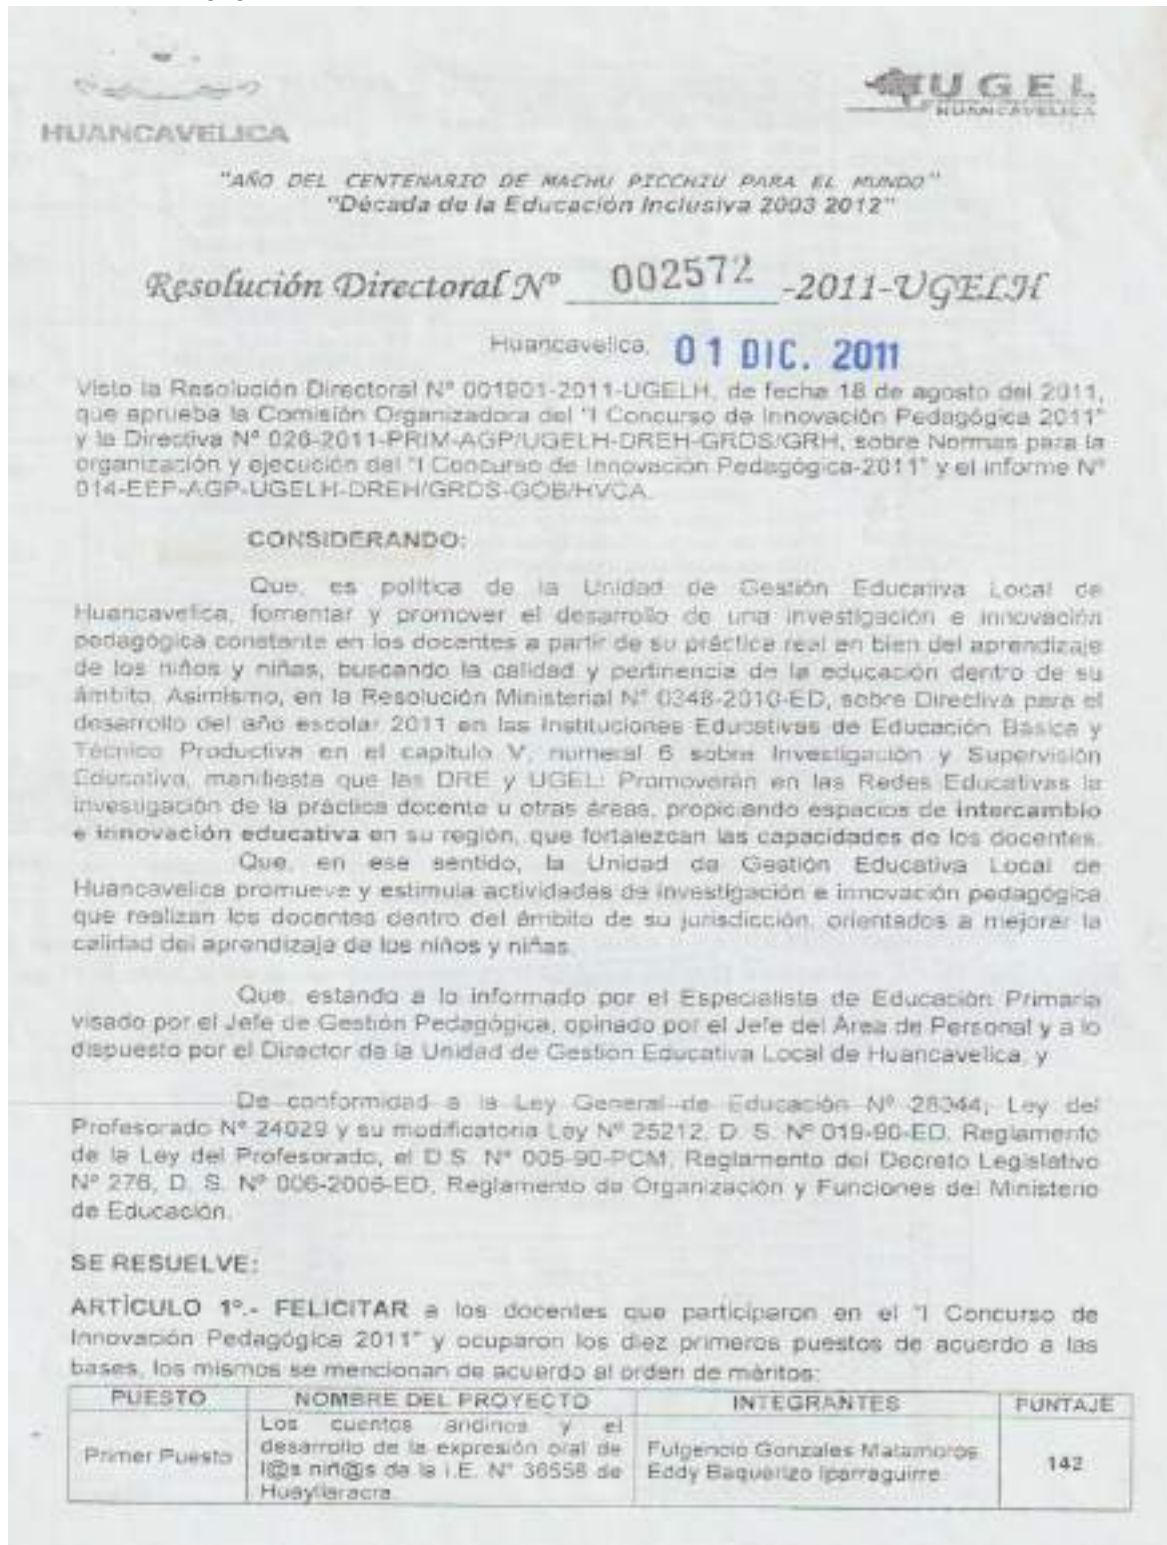 HUANCAVELICA
UGEL
HUANCAVELICA
"AÑO DEL CENTENARIO DE MACHU PICCHIU PARA EL MUNDO"
"Década de la Educación Inclusiva 2003 2012"
Resolución Directoral Nº 002572 -2011-UGELH
Huancavelica, 01 DIC. 2011
Visto la Resolución Directoral Nº 001901-2011-UGELH, de fecha 18 de agosto del 2011,
que aprueba la Comisión Organizadora del "I Concurso de Innovación Pedagógica 2011"
y la Directiva Nº 026-2011-PRIM-AGP/UGELH-DREH-GRDS/GRH, sobre Normas para la
organización y ejecución del "I Concurso de Innovación Pedagógica-2011" y el informe Nº
014-EEP-AGP-UGELH-DREH/GRDS-GOB/HVCA.
CONSIDERANDO:
Que, es política de la Unidad de Gestión Educativa Local de
Huancavelica, fomentar y promover el desarrollo de una investigación e innovación
pedagógica constante en los docentes a partir de su práctica real en bien del aprendizaje
de los niños y niñas, buscando la calidad y pertinencia de la educación dentro de su
ámbito. Asimismo, en la Resolución Ministerial Nº 0348-2010-ED, sobre Directiva para el
desarrollo del año escolar 2011 en las Instituciones Educativas de Educación Básica y
Técnico Productiva en el capítulo V, numeral 6 sobre Investigación y Supervisión
Educativa, manifiesta que las DRE y UGEL: Promoverán en las Redes Educativas la
investigación de la práctica docente u otras áreas, propiciando espacios de intercambio
e innovación educativa en su región, que fortalezcan las capacidades de los docentes.
Que, en ese sentido, la Unidad de Gestión Educativa Local de
Huancavelica promueve y estimula actividades de investigación e innovación pedagógica
que realizan los docentes dentro del ámbito de su jurisdicción, orientados a mejorar la
calidad del aprendizaje de los niños y niñas.
Que, estando a lo informado por el Especialista de Educación Primaria
visado por el Jefe de Gestión Pedagógica, opinado por el Jefe del Área de Personal y a lo
dispuesto por el Director de la Unidad de Gestion Educativa Local de Huancavelica, y
De conformidad a la Ley General de Educación Nº 28044, Ley del
Profesorado Nº 24029 y su modificatoria Ley Nº 25212, D. S. Nº 019-90-ED, Reglamento
de la Ley del Profesorado, el D.S. Nº 005-90-PCM, Reglamento del Decreto Legislativo
Nº 276, D. S. Nº 006-2006-ED, Reglamento de Organización y Funciones del Ministerio
de Educación.
SE RESUELVE:
ARTÍCULO 1º.- FELICITAR a los docentes que participaron en el "I Concurso de
Innovación Pedagógica 2011" y ocuparon los diez primeros puestos de acuerdo a las
bases, los mismos se mencionan de acuerdo al orden de méritos:
PUESTO NOMBRE DEL PROYECTO INTEGRANTES PUNTAJE
Los cuentos andinos y el
desarrollo de la expresión oral de
l@s niñ@s de la I.E. Nº 36558 de
Huayllaracra.
Primer Puesto
Fulgencio Gonzales Matamoros
Eddy Baquerizo Iparraguirre
142